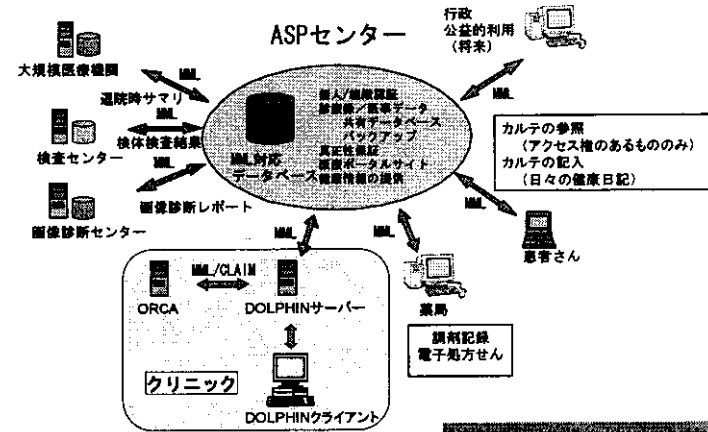 ASPセンター
行政
公益的利用
（将来）
大規模医療機関
MML
退院時サマリ
MML
検査センター
検体検査結果
MML
画像診断レポート
画像診断センター
MML対応
データベース
個人/組織認証
診療録/医事データ
共有データベース
バックアップ
真正性保証
医療ポータルサイト
健康情報の提供
MML
カルテの参照
（アクセス権のあるもののみ）
カルテの記入
（日々の健康日記）
MML
患者さん
MML
MML
薬局
調剤記録
電子処方せん
MML/CLAIM
ORCA
DOLPHINサーバー
クリニック
DOLPHINクライアント